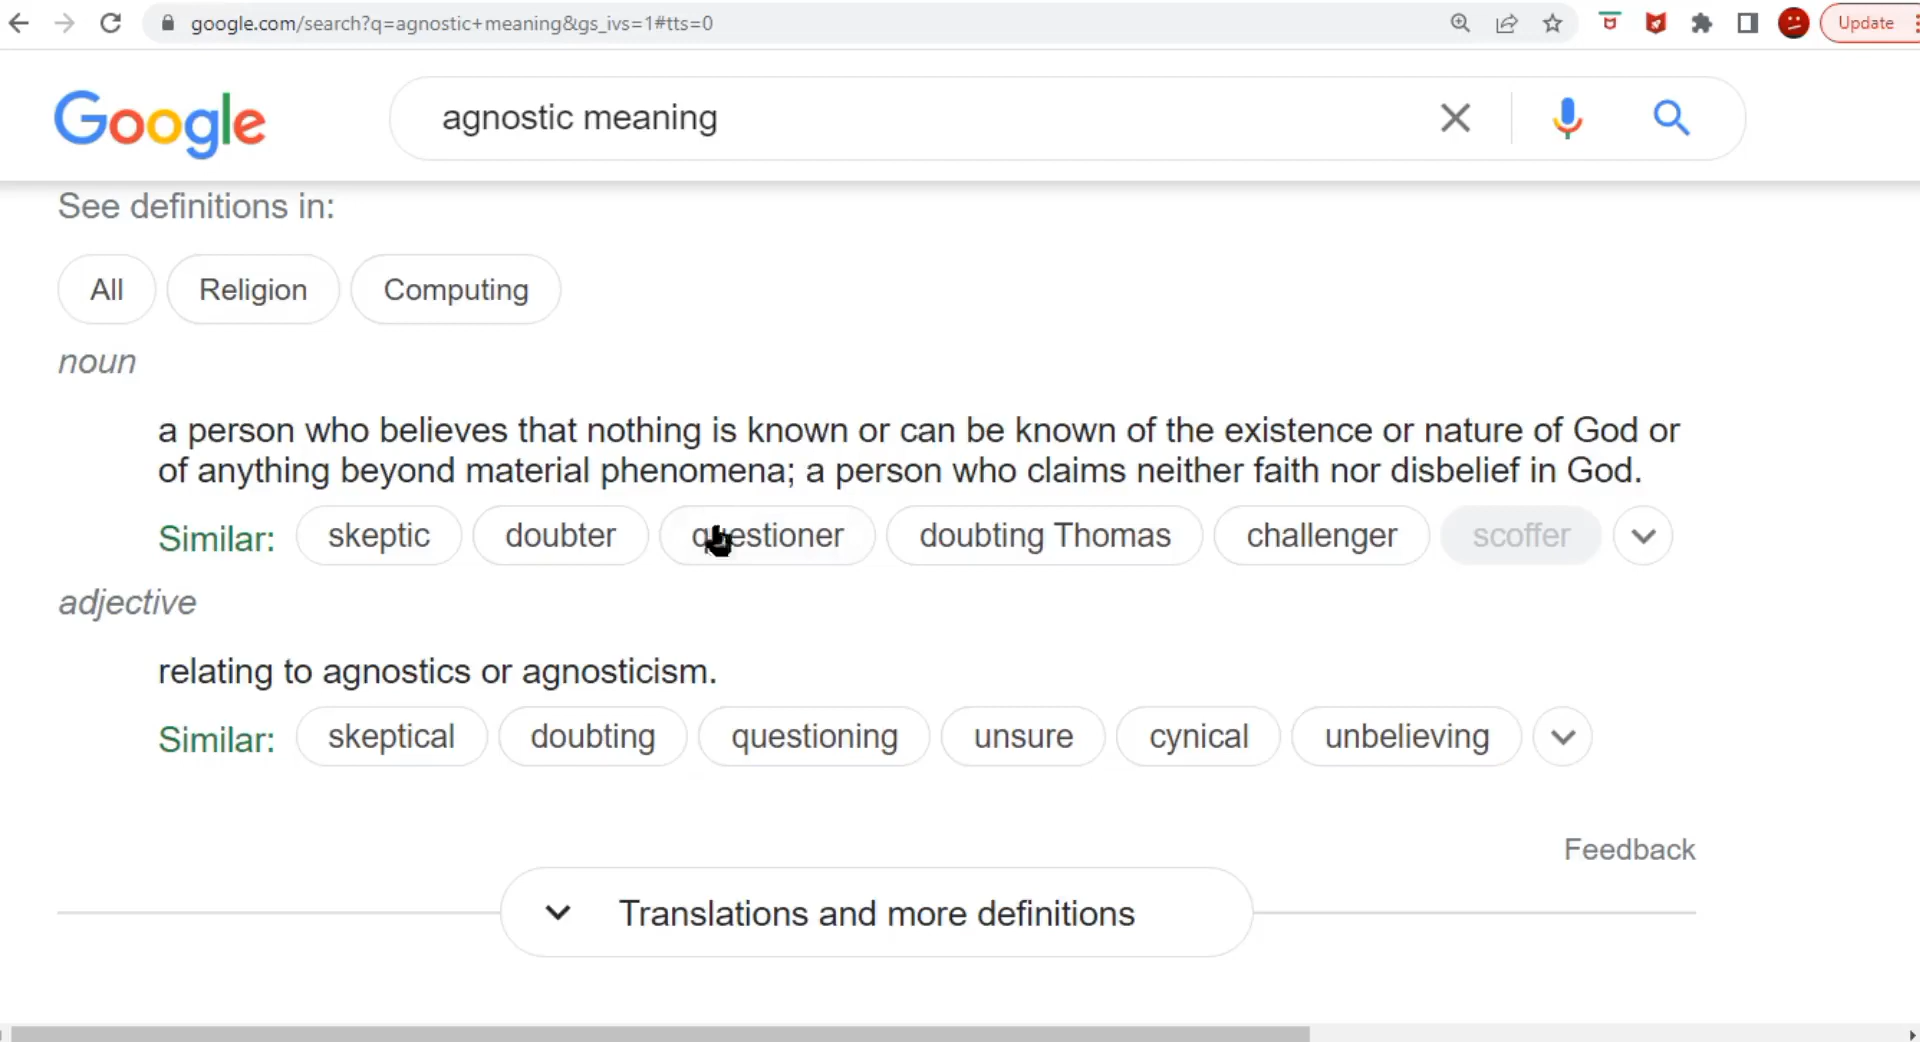 google.com/search?q=agnostic+meaning&gs_ivs=1#tts=0
Update
Google
agnostic meaning
See definitions in:
All
Religion
Computing
noun
a person who believes that nothing is known or can be known of the existence or nature of God or
of anything beyond material phenomena; a person who claims neither faith nor disbelief in God.
Similar: skeptic doubter questioner doubting Thomas challenger scoffer
adjective
relating to agnostics or agnosticism.
Similar: skeptical doubting questioning unsure cynical unbelieving
Feedback
Translations and more definitions